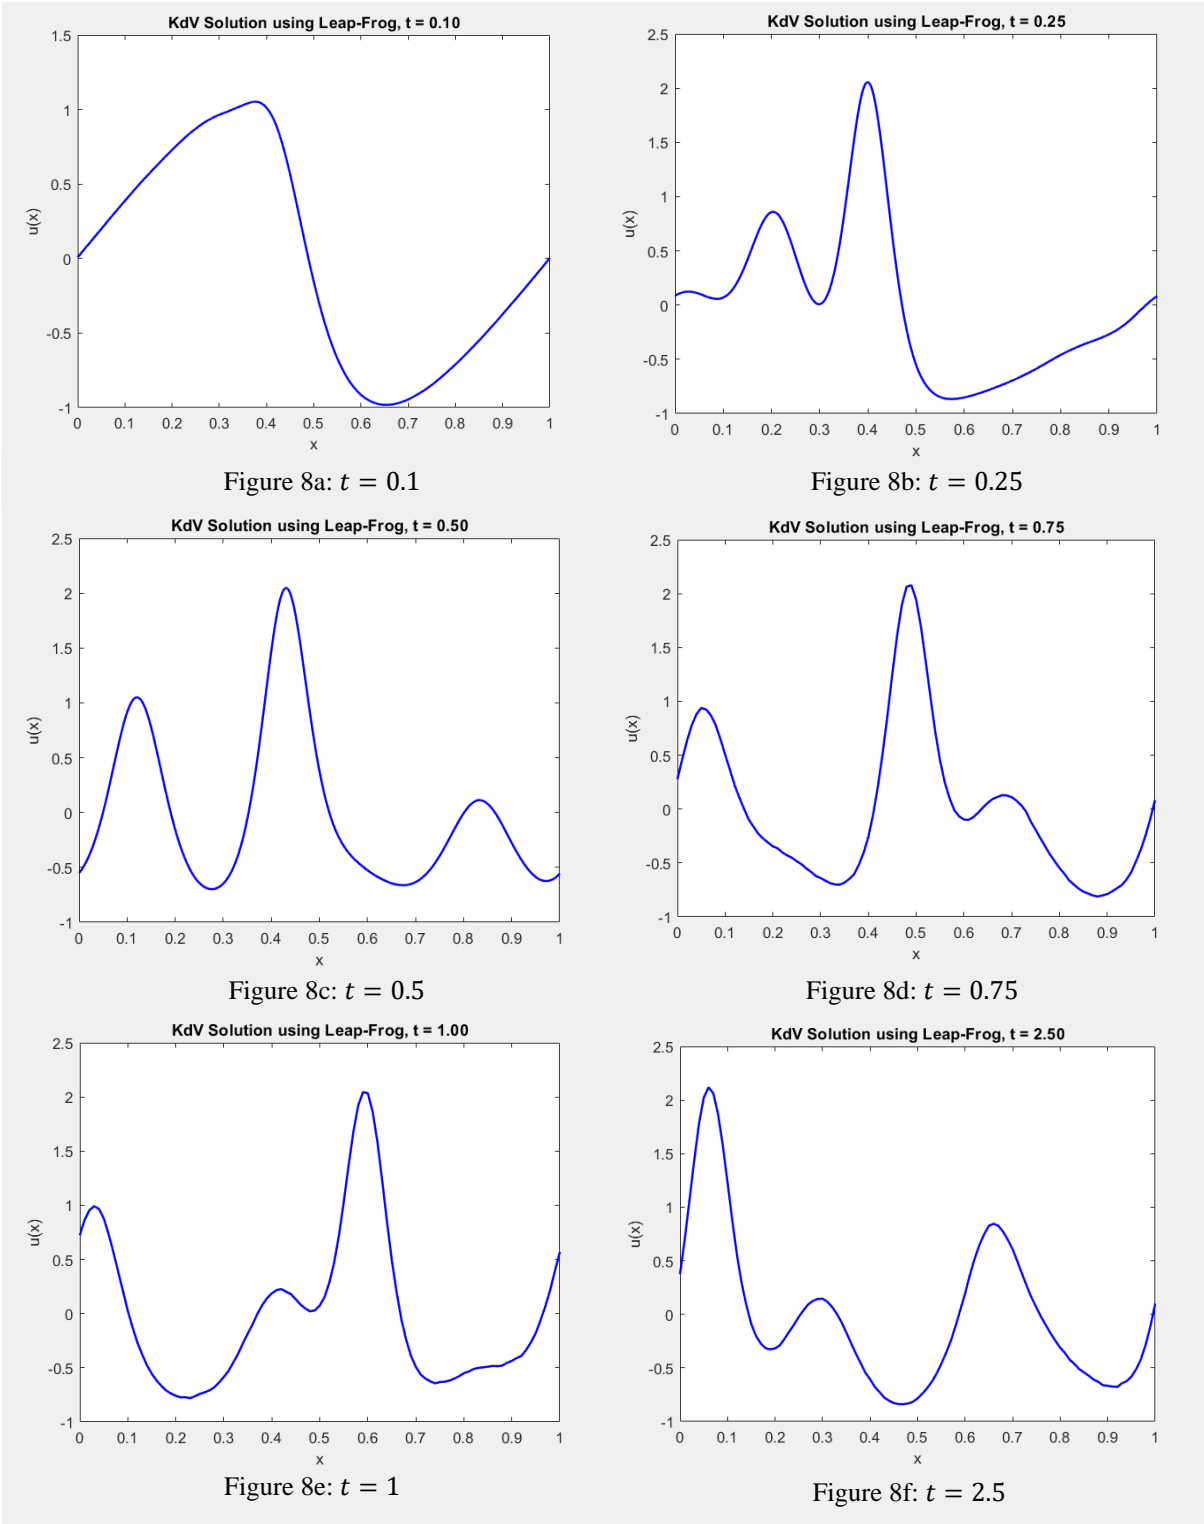 KdV Solution using Leap-Frog, t = 0.10
1.5
1
0.5
0
-0.5
-1
u(x)
0 0.1 0.2 0.3 0.4 0.5 0.6 0.7 0.8 0.9 1
x
Figure 8a: t = 0.1
KdV Solution using Leap-Frog, t = 0.25
2.5
2
1.5
1
0.5
0
-0.5
-1
u(x)
0 0.1 0.2 0.3 0.4 0.5 0.6 0.7 0.8 0.9 1
x
Figure 8b: t = 0.25
KdV Solution using Leap-Frog, t = 0.50
2.5
2
1.5
1
0.5
0
-0.5
-1
u(x)
0 0.1 0.2 0.3 0.4 0.5 0.6 0.7 0.8 0.9 1
x
Figure 8c: t = 0.5
KdV Solution using Leap-Frog, t = 0.75
2.5
2
1.5
1
0.5
0
-0.5
-1
u(x)
0 0.1 0.2 0.3 0.4 0.5 0.6 0.7 0.8 0.9 1
x
Figure 8d: t = 0.75
KdV Solution using Leap-Frog, t = 1.00
2.5
2
1.5
1
0.5
0
-0.5
-1
u(x)
0 0.1 0.2 0.3 0.4 0.5 0.6 0.7 0.8 0.9 1
x
Figure 8e: t = 1
KdV Solution using Leap-Frog, t = 2.50
2.5
2
1.5
1
0.5
0
-0.5
-1
u(x)
0 0.1 0.2 0.3 0.4 0.5 0.6 0.7 0.8 0.9 1
x
Figure 8f: t = 2.5